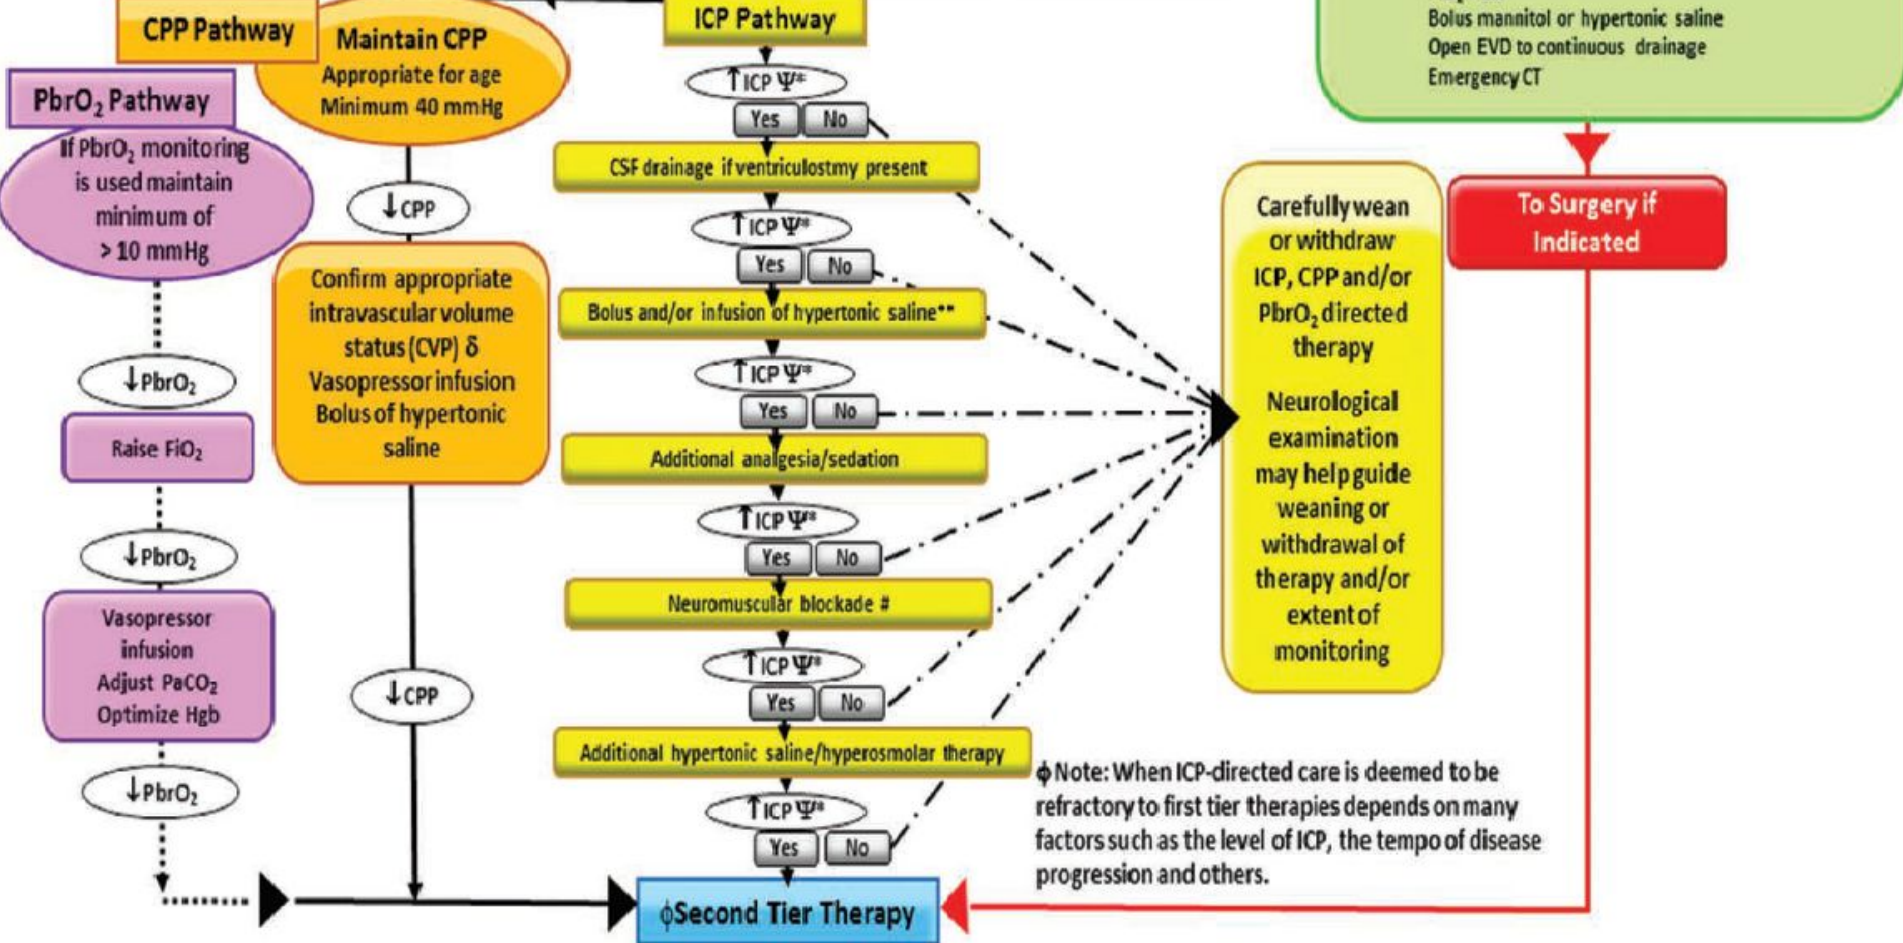 CPP Pathway
Maintain CPP
Appropriate for age
Minimum 40 mmHg
PbrO₂ Pathway
If PbrO₂ monitoring
is used maintain
minimum of
> 10 mmHg
↓PbrO₂
Raise FiO₂
↓PbrO₂
Vasopressor
infusion
Adjust PaCO₂
Optimize Hgb
↓PbrO₂
↓CPP
Confirm appropriate
intravascular volume
status (CVP) δ
Vasopressor infusion
Bolus of hypertonic
saline
↓CPP
ICP Pathway
↑ICP Ψ*
Yes No
CSF drainage if ventriculostmy present
↑ICP Ψ*
Yes No
Bolus and/or infusion of hypertonic saline**
↑ICP Ψ*
Yes No
Additional analgesia/sedation
↑ICP Ψ*
Yes No
Neuromuscular blockade #
↑ICP Ψ*
Yes No
Additional hypertonic saline/hyperosmolar therapy
↑ICP Ψ*
Yes No
ϕSecond Tier Therapy
Bolus mannitol or hypertonic saline
Open EVD to continuous drainage
Emergency CT
To Surgery if
Indicated
Carefully wean
or withdraw
ICP, CPP and/or
PbrO₂ directed
therapy
Neurological
examination
may help guide
weaning or
withdrawal of
therapy and/or
extent of
monitoring
ϕ Note: When ICP-directed care is deemed to be
refractory to first tier therapies depends on many
factors such as the level of ICP, the tempo of disease
progression and others.